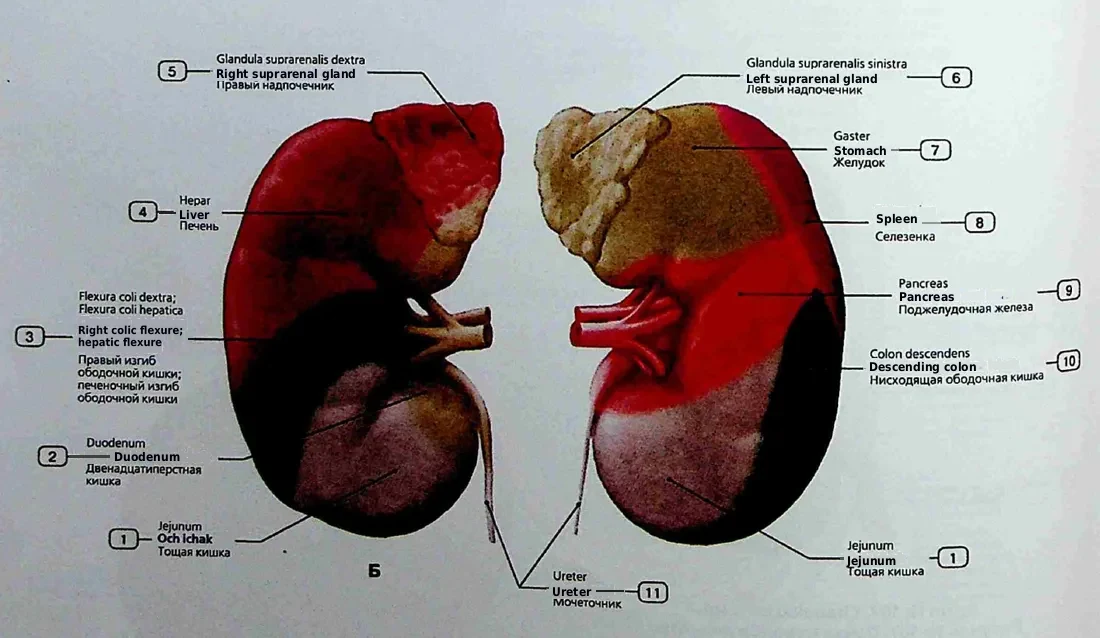 5
Glandula suprarenalis dextra
Right suprarenal gland
Правый надпочечник
Glandula suprarenalis sinistra
Left suprarenal gland
Левый надпочечник
6
Gaster
Stomach
Желудок
7
4
Hepar
Liver
Печень
Spleen
Селезенка
8
3
Flexura coli dextra;
Flexura coli hepatica
Right colic flexure;
hepatic flexure
Правый изгиб
ободочной кишки;
печеночный изгиб
ободочной кишки
Pancreas
Pancreas
Поджелудочная железа
9
Colon descendens
Descending colon
Нисходящая ободочная кишка
10
2
Duodenum
Duodenum
Двенадцатиперстная
кишка
1
Jejunum
Och Ichak
Тощая кишка
Jejunum
Jejunum
Тощая кишка
1
Б
Ureter
Ureter
Мочеточник
11